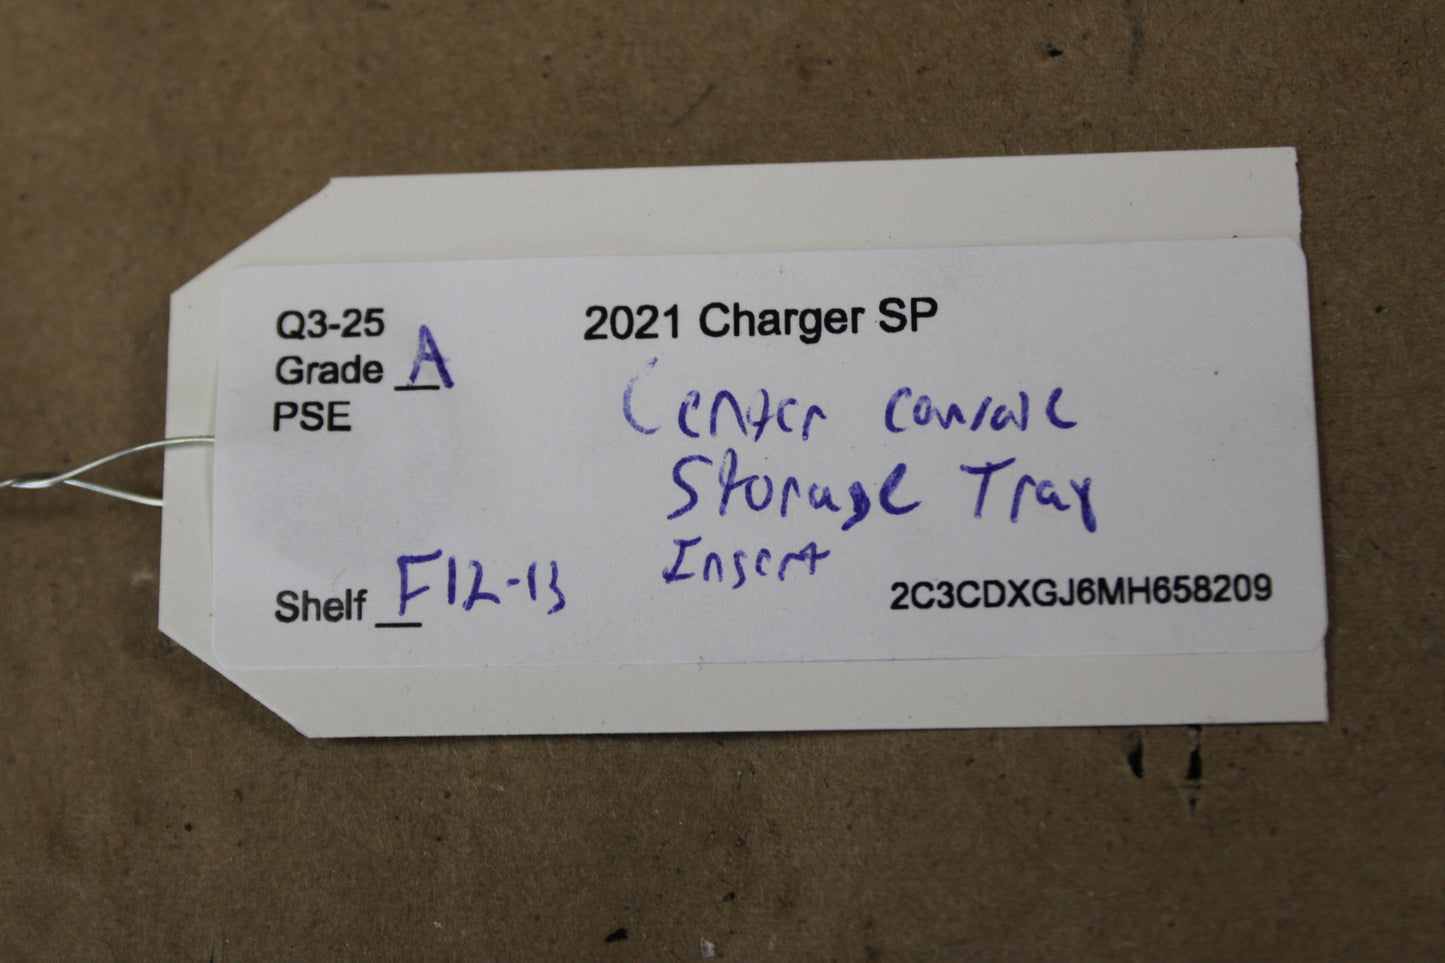 Q3-25
2021 Charger SP
Grade A
PSE
Center console
Storage Tray
Insert
Shelf F12-13
2C3CDXGJ6MH658209